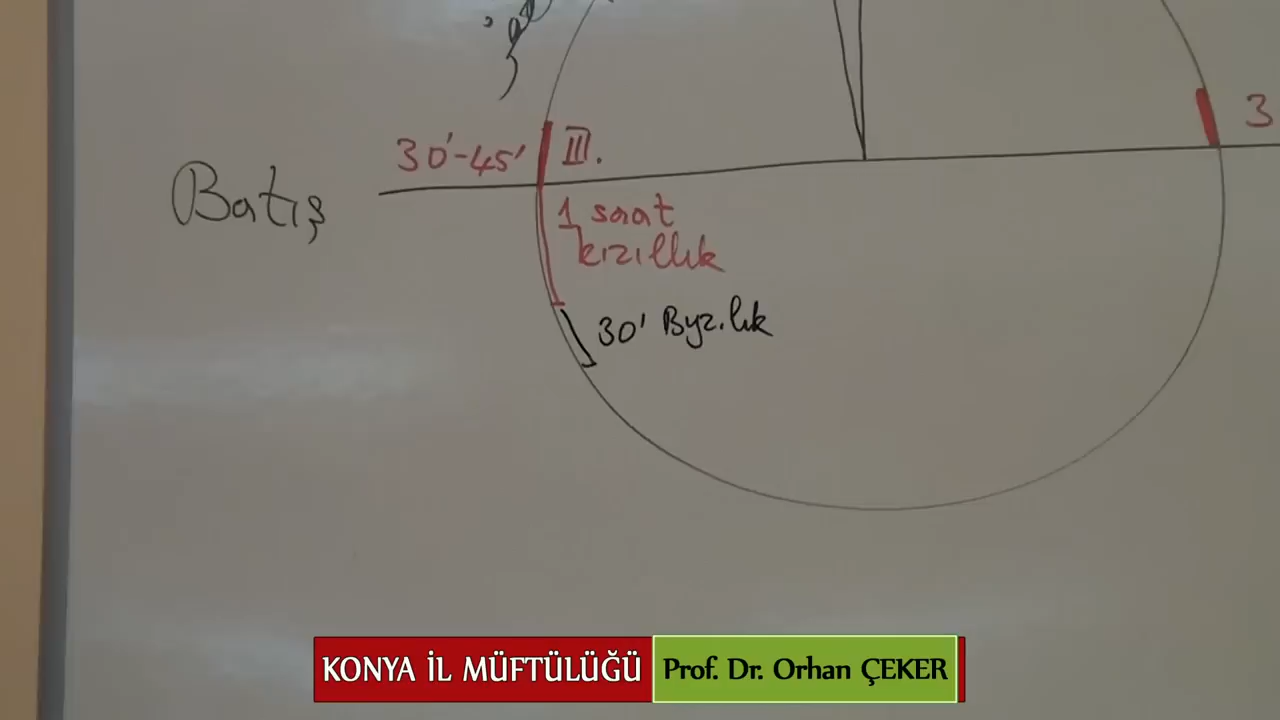 30'-45'
III.
3
Batış
1 saat
kızıllık
30' Byz.lık
KONYA İL MÜFTÜLÜĞÜ
Prof. Dr. Orhan ÇEKER